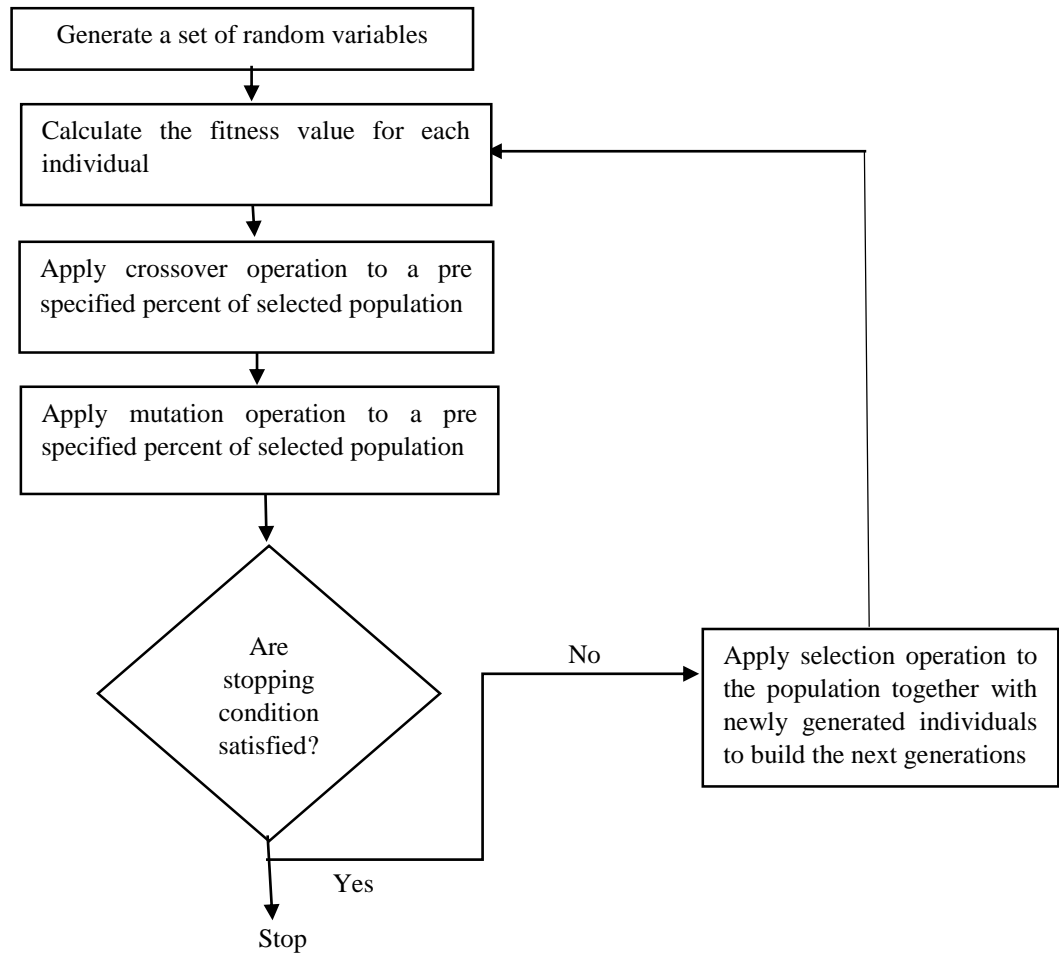 Generate a set of random variables
Calculate the fitness value for each
individual
Apply crossover operation to a pre
specified percent of selected population
Apply mutation operation to a pre
specified percent of selected population
Are
stopping
condition
satisfied?
No
Apply selection operation to
the population together with
newly generated individuals
to build the next generations
Yes
Stop